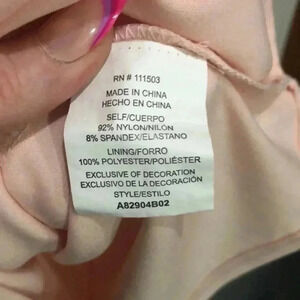 RN # 111503
MADE IN CHINA
HECHO EN CHINA
SELF/CUERPO
92% NYLON/NILÓN
8% SPANDEX/ELASTANO
LINING/FORRO
100% POLYESTER/POLIÉSTER
EXCLUSIVE OF DECORATION
EXCLUSIVO DE LA DECORACIÓN
STYLE/ESTILO
A82904B02